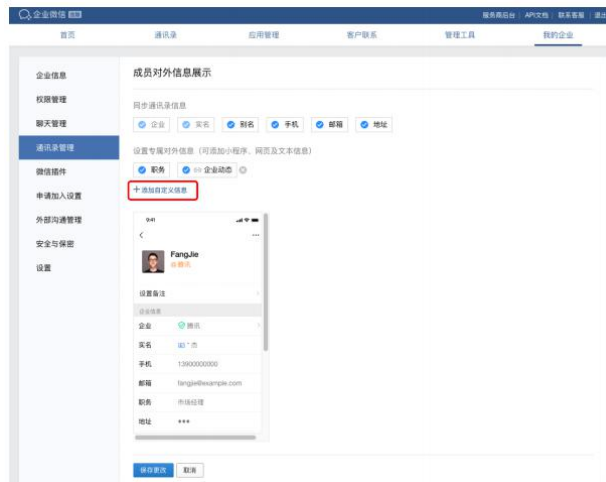 企业微信
服务商后台 | API文档 | 联系客服 | 退出
首页 通讯录 应用管理 客户联系 管理工具 我的企业
企业信息
权限管理
聊天管理
通讯录管理
微信插件
申请加入设置
外部沟通管理
安全与保密
设置
成员对外信息展示
同步通讯录信息
企业 实名 别名 手机 邮箱 地址
设置专属对外信息（可添加小程序、网页及文本信息）
职务 企业动态
+添加自定义信息
9:41
FangJie
@腾讯
设置备注
企业信息
企业 腾讯
实名 *杰
手机 13900000000
邮箱 fangjie@example.com
职务 市场经理
地址 ***
保存更改 取消